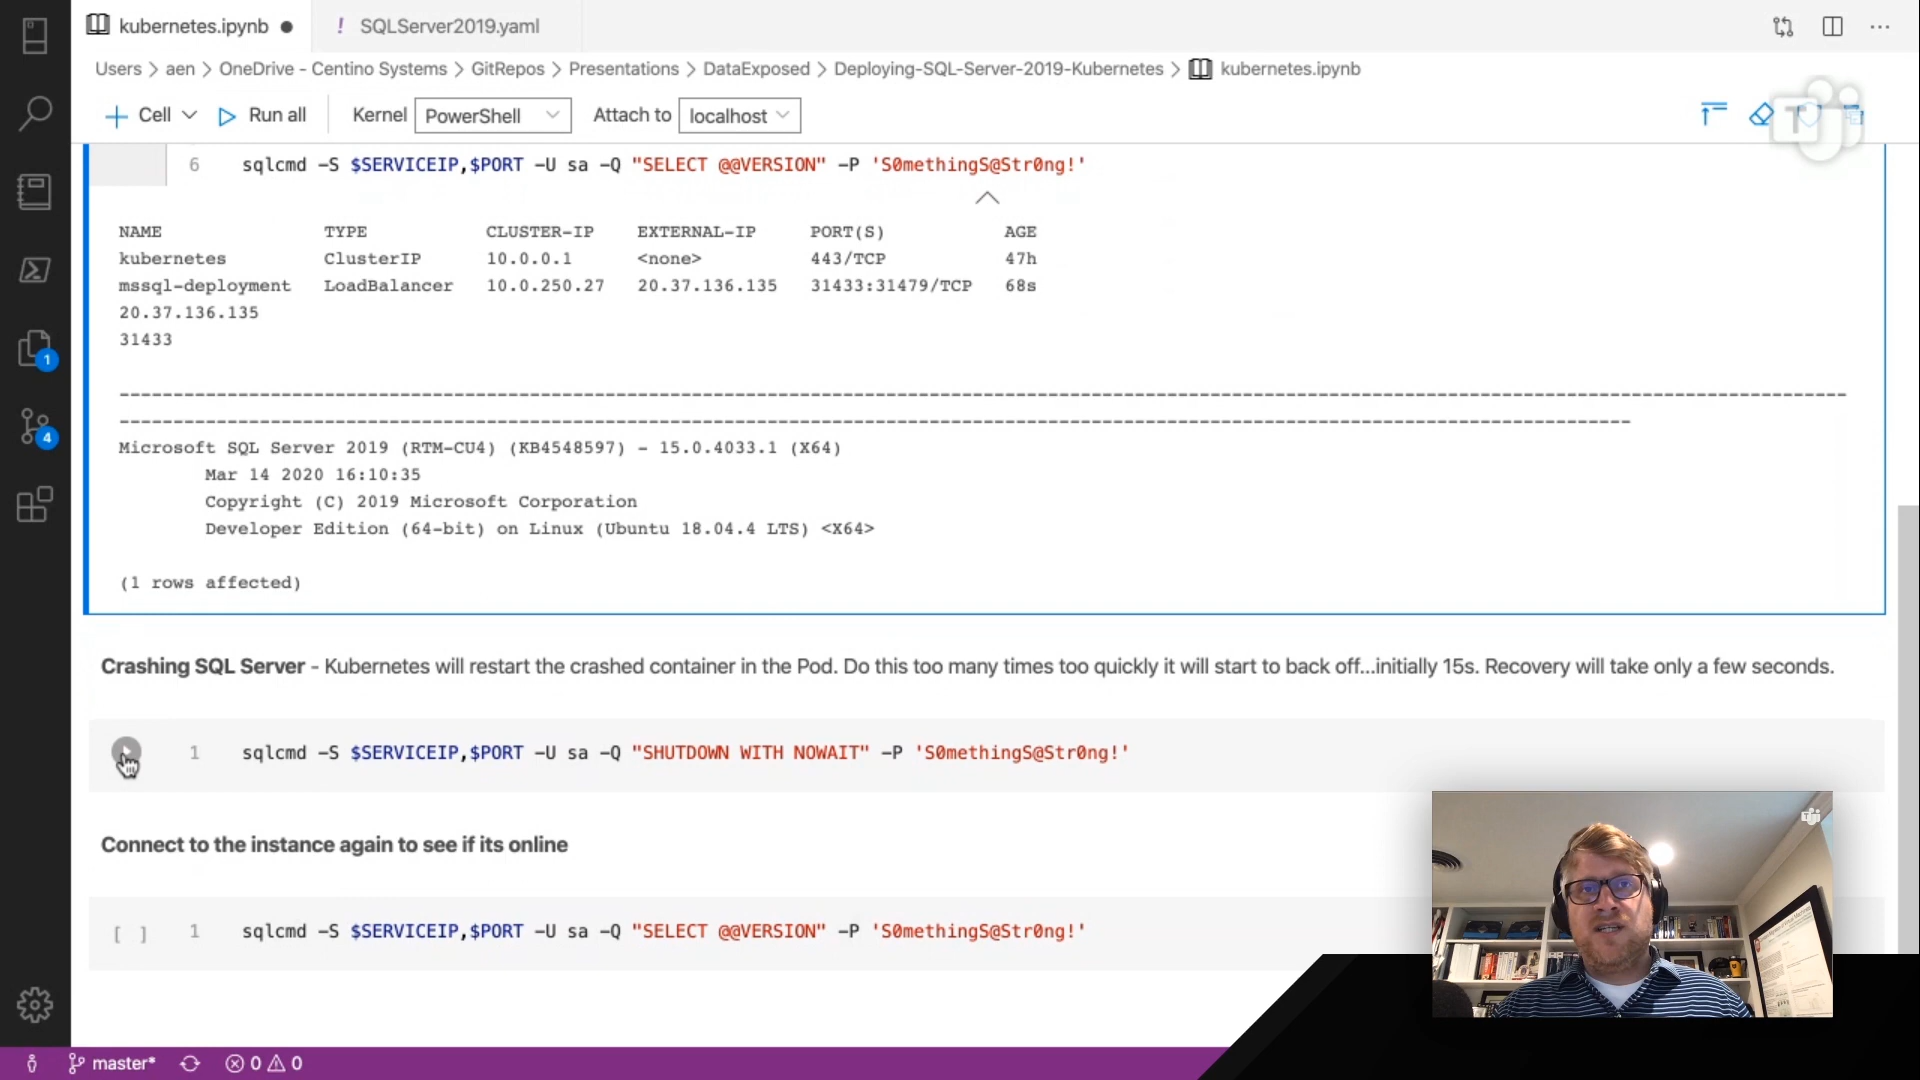 kubernetes.ipynb
! SQLServer2019.yaml
Users > aen > OneDrive - Centino Systems > GitRepos > Presentations > DataExposed > Deploying-SQL-Server-2019-Kubernetes > kubernetes.ipynb
Cell Run all Kernel PowerShell Attach to localhost
T
6 sqlcmd -S $SERVICEIP,$PORT -U sa -Q "SELECT @@VERSION" -P 'S0methingS@Str0ng!'
NAME TYPE CLUSTER-IP EXTERNAL-IP PORT(S) AGE
kubernetes ClusterIP 10.0.0.1 <none> 443/TCP 47h
mssql-deployment LoadBalancer 10.0.250.27 20.37.136.135 31433:31479/TCP 68s
20.37.136.135
31433
--------------------------------------------------------------------------------------------------------------------------------------------------------------
------------------------------------------------------------------------------------------------------------------------------------------
Microsoft SQL Server 2019 (RTM-CU4) (KB4548597) - 15.0.4033.1 (X64)
Mar 14 2020 16:10:35
Copyright (C) 2019 Microsoft Corporation
Developer Edition (64-bit) on Linux (Ubuntu 18.04.4 LTS) <X64>
(1 rows affected)
Crashing SQL Server - Kubernetes will restart the crashed container in the Pod. Do this too many times too quickly it will start to back off...initially 15s. Recovery will take only a few seconds.
1 sqlcmd -S $SERVICEIP,$PORT -U sa -Q "SHUTDOWN WITH NOWAIT" -P 'S0methingS@Str0ng!'
Connect to the instance again to see if its online
[ ] 1 sqlcmd -S $SERVICEIP,$PORT -U sa -Q "SELECT @@VERSION" -P 'S0methingS@Str0ng!'
1
4
master* 0 0